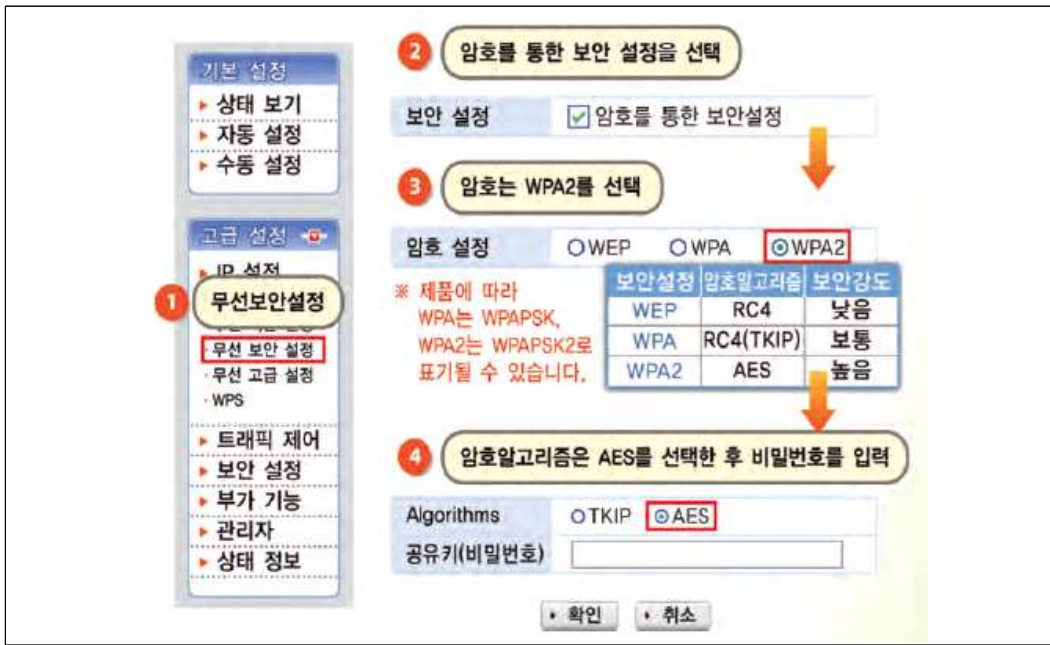 기본 설정
상태 보기
자동 설정
수동 설정
고급 설정
IP 설정
1 무선보안설정
무선 보안 설정
무선 고급 설정
WPS
트래픽 제어
보안 설정
부가 기능
관리자
상태 정보
2 암호를 통한 보안 설정을 선택
보안 설정 암호를 통한 보안설정
3 암호는 WPA2를 선택
암호 설정 WEP WPA WPA2
※ 제품에 따라
WPA는 WPAPSK,
WPA2는 WPAPSK2로
표기될 수 있습니다.
보안설정 암호알고리즘 보안강도
WEP RC4 낮음
WPA RC4(TKIP) 보통
WPA2 AES 높음
4 암호알고리즘은 AES를 선택한 후 비밀번호를 입력
Algorithms TKIP AES
공유키(비밀번호)
확인 취소